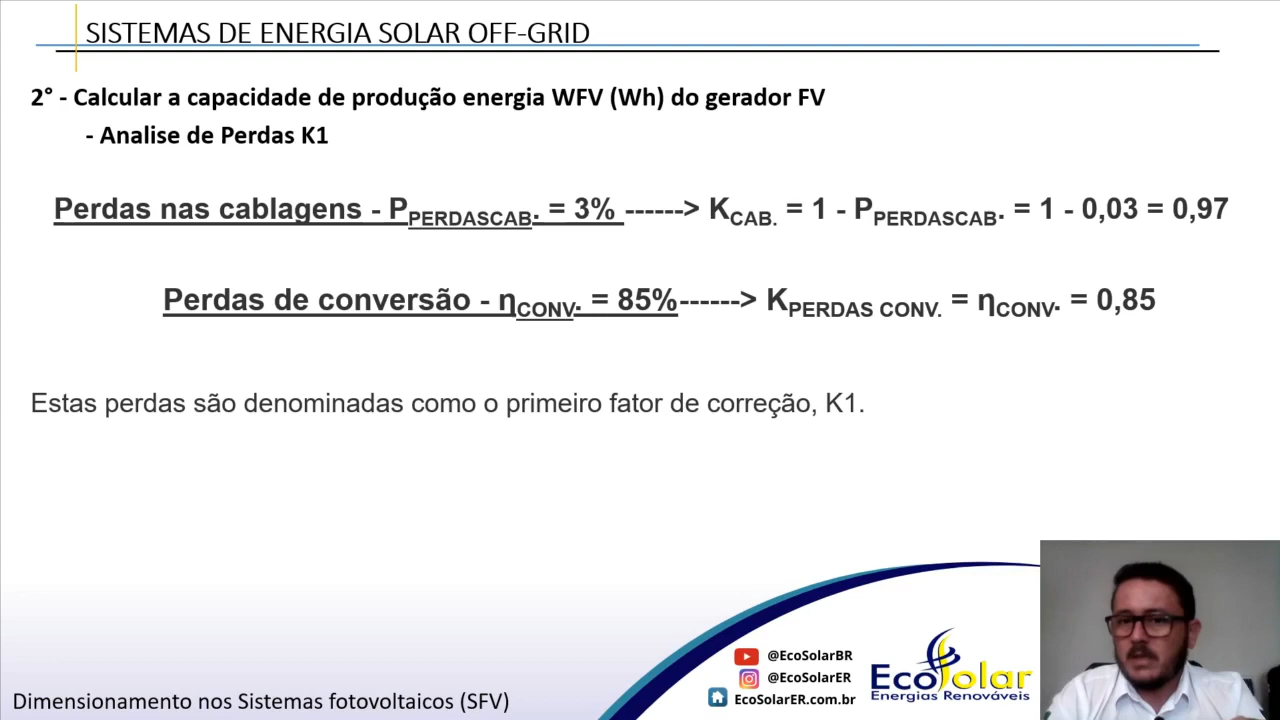 SISTEMAS DE ENERGIA SOLAR OFF-GRID
2° - Calcular a capacidade de produção energia WFV (Wh) do gerador FV
- Analise de Perdas K1
Perdas nas cablagens - PPERDASCAB. = 3% ------> KCAB. = 1 - PPERDASCAB. = 1 - 0,03 = 0,97
Perdas de conversão - ηCONV. = 85%------> KPERDAS CONV. = ηCONV. = 0,85
Estas perdas são denominadas como o primeiro fator de correção, K1.
@EcoSolarBR
@EcoSolarER
EcoSolarER.com.br
EcoSolar
Energias Renováveis
Dimensionamento nos Sistemas fotovoltaicos (SFV)